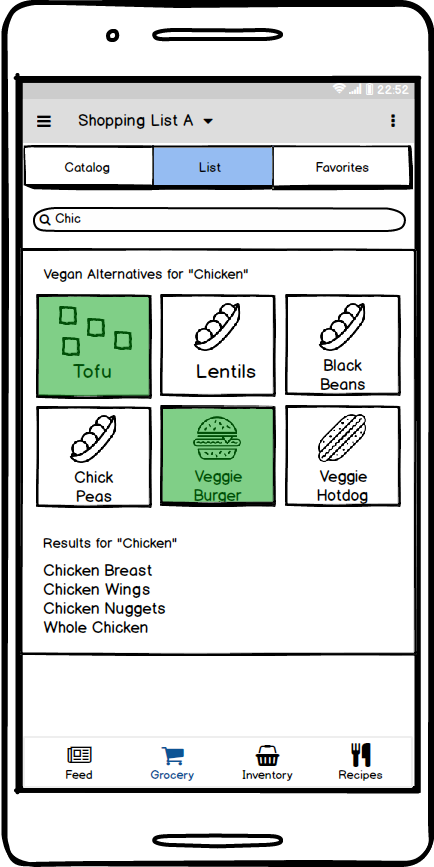 22:52
Shopping List A
Catalog List Favorites
Chic
Vegan Alternatives for "Chicken"
Tofu Lentils Black
Beans
Chick
Peas
Veggie
Burger
Veggie
Hotdog
Results for "Chicken"
Chicken Breast
Chicken Wings
Chicken Nuggets
Whole Chicken
Feed Grocery Inventory Recipes